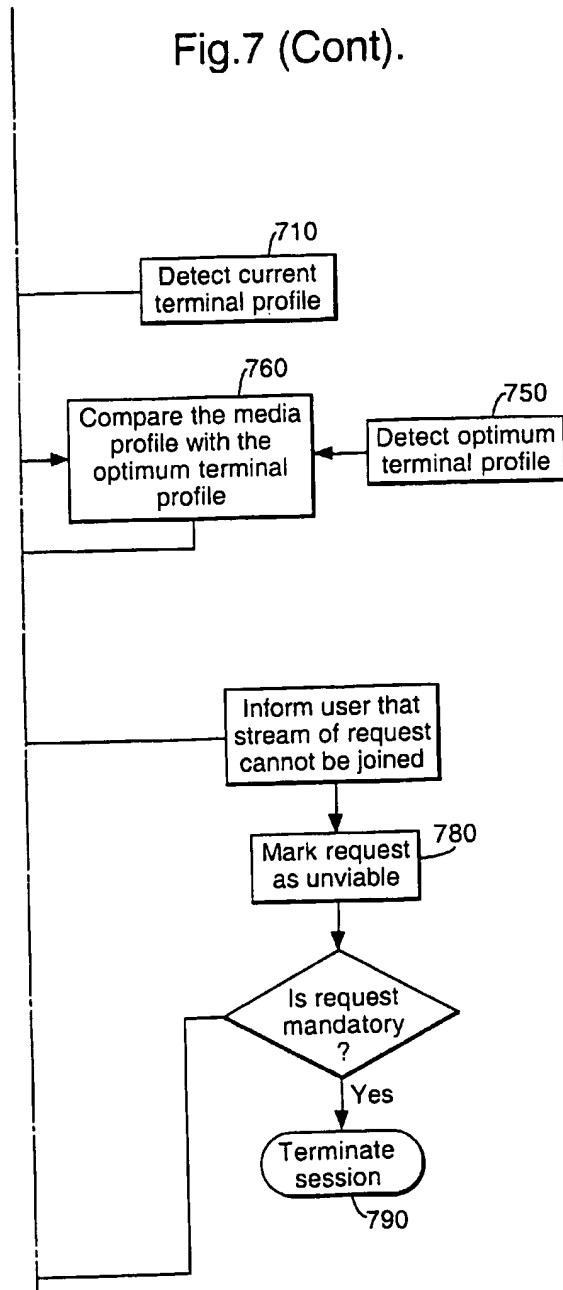 Fig.7 (Cont).
710
Detect current
terminal profile
760
Compare the media
profile with the
optimum terminal
profile
750
Detect optimum
terminal profile
Inform user that
stream of request
cannot be joined
780
Mark request
as unviable
Is request
mandatory
?
Yes
Terminate
session
790